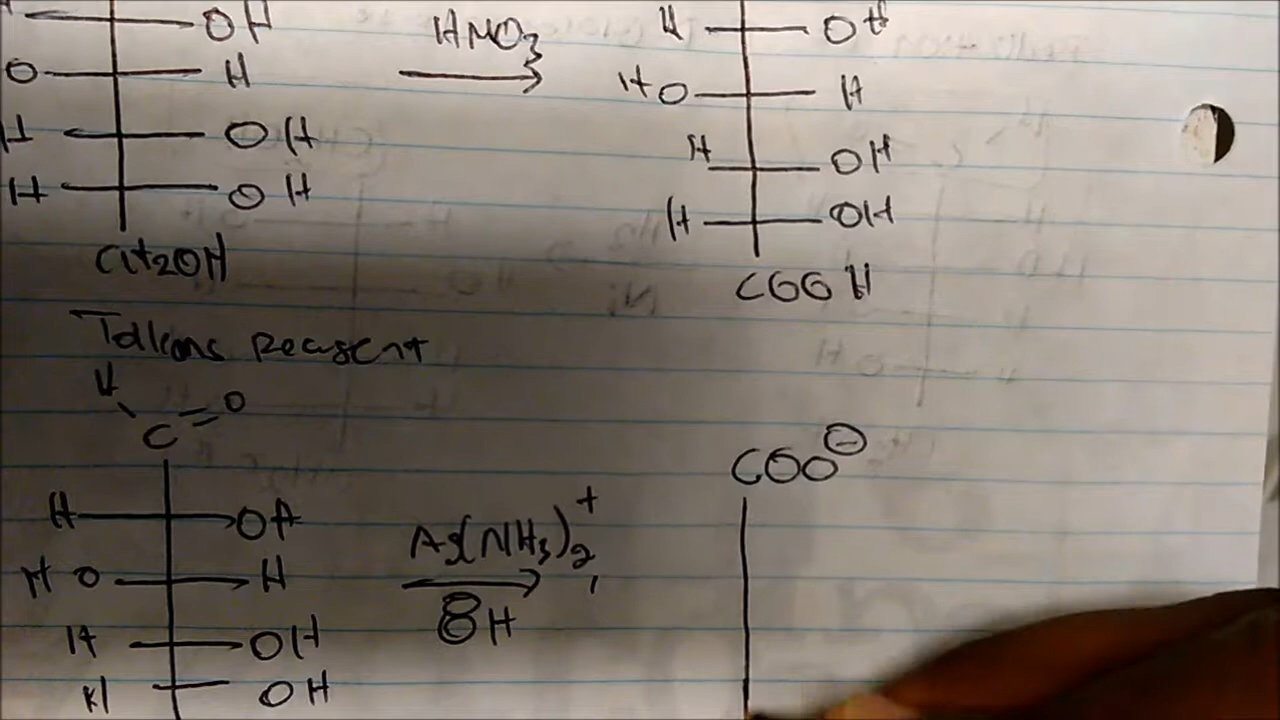 OH HNO3 H OH
O H HO H
H OH H OH
H OH H OH
CH2OH COOH
Tollens Reagent
H C=O
COO⊖
H OH Ag(NH3)2+
HO H OH
H OH
H OH